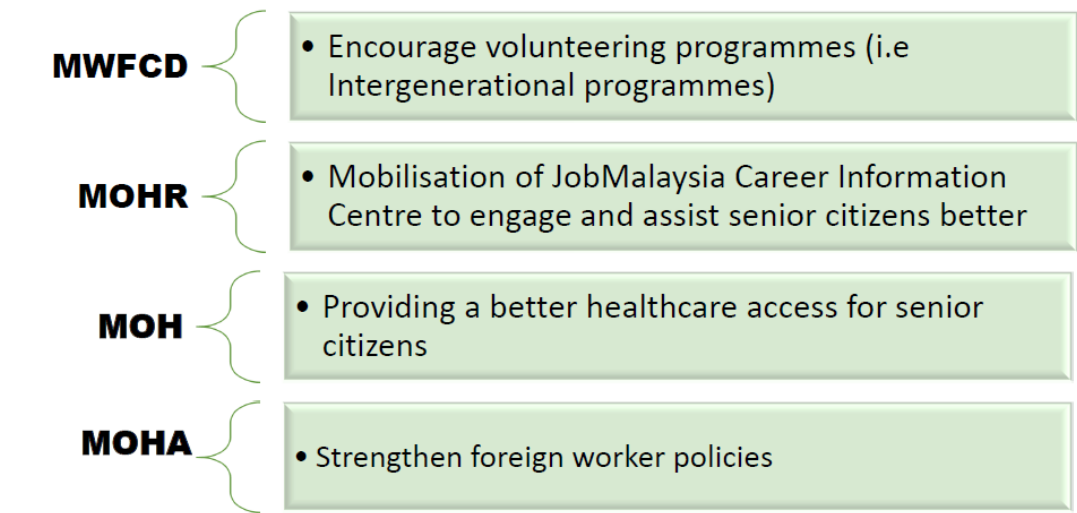 MWFCD
• Encourage volunteering programmes (i.e
Intergenerational programmes)
MOHR
• Mobilisation of JobMalaysia Career Information
Centre to engage and assist senior citizens better
MOH
• Providing a better healthcare access for senior
citizens
MOHA
• Strengthen foreign worker policies